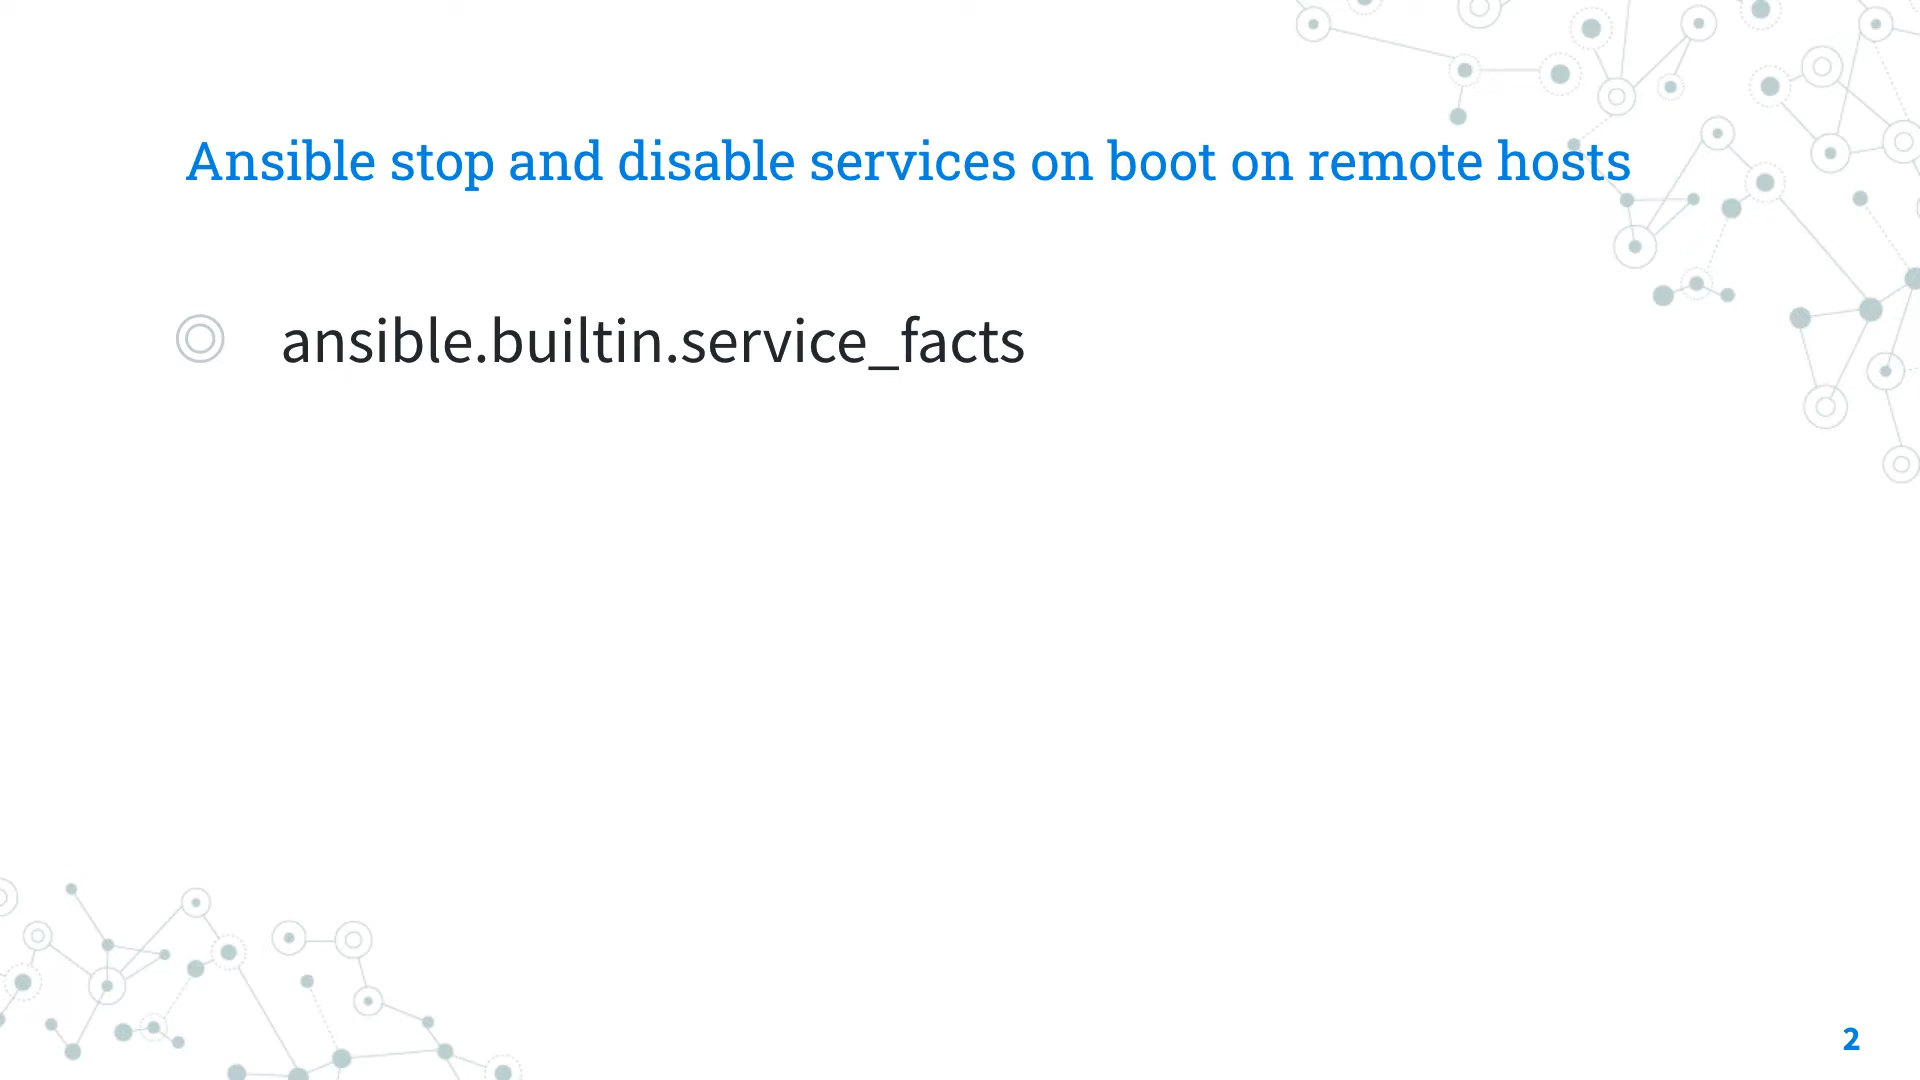 Ansible stop and disable services on boot on remote hosts
ansible.builtin.service_facts
2